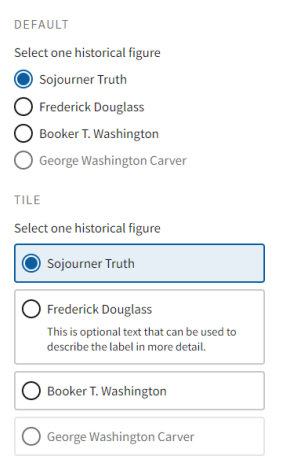 DEFAULT
Select one historical figure
Sojourner Truth
Frederick Douglass
Booker T. Washington
George Washington Carver
TILE
Select one historical figure
Sojourner Truth
Frederick Douglass
This is optional text that can be used to
describe the label in more detail.
Booker T. Washington
George Washington Carver